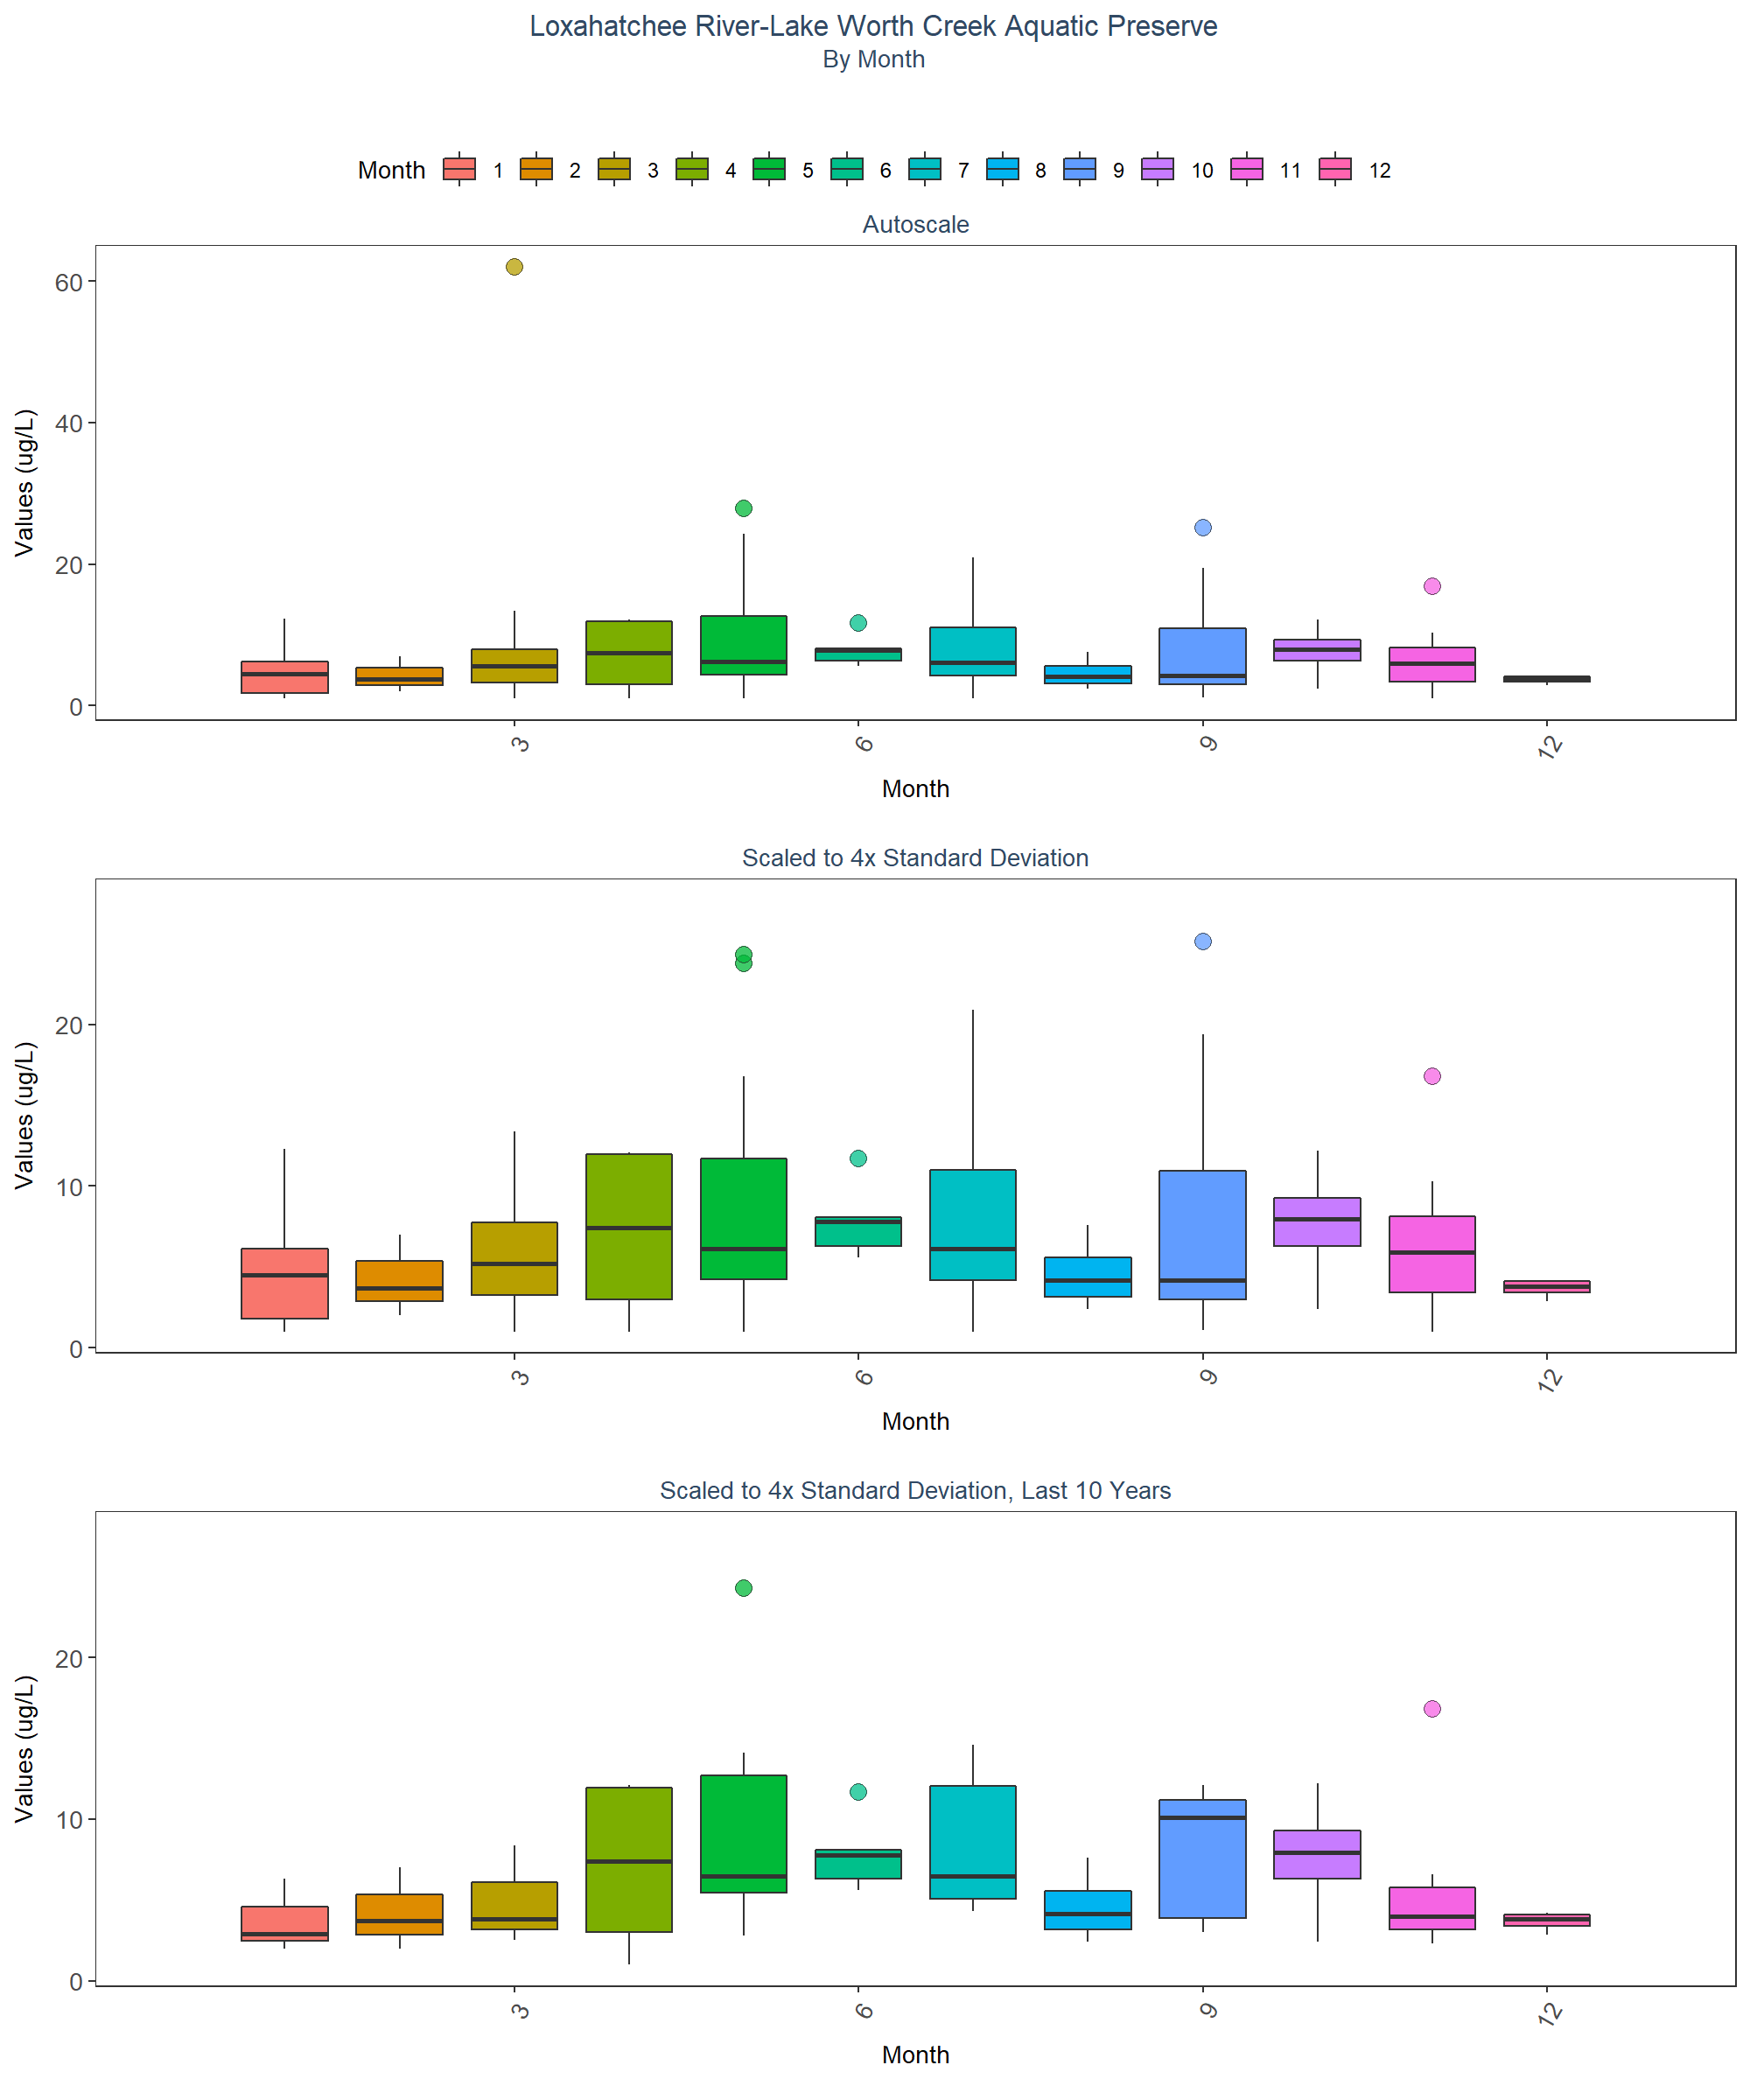 Loxahatchee River-Lake Worth Creek Aquatic Preserve
By Month
Month 1 2 3 4 5 6 7 8 9 10 11 12
Autoscale
Values (ug/L)
60
40
20
0
3 6 9 12
Month
Scaled to 4x Standard Deviation
Values (ug/L)
20
10
0
3 6 9 12
Month
Scaled to 4x Standard Deviation, Last 10 Years
Values (ug/L)
20
10
0
3 6 9 12
Month